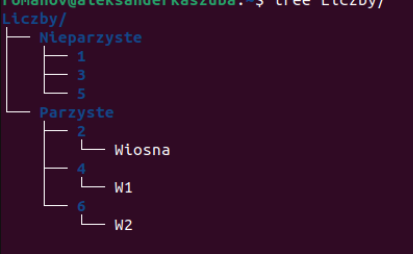 romanov@aleksanderkaszuba:~$ tree Liczby/
Liczby/
├── Nieparzyste
│   ├── 1
│   ├── 3
│   └── 5
└── Parzyste
    ├── 2
    │   └── Wiosna
    ├── 4
    │   └── W1
    └── 6
        └── W2